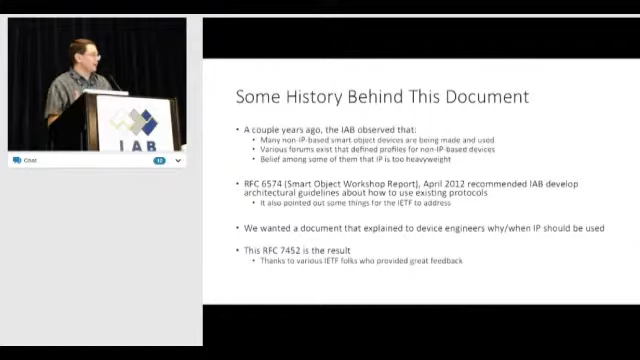 IAB
Chat
12
Some History Behind This Document
• A couple years ago, the IAB observed that:
• Many non-IP-based smart object devices are being made and used
• Various forums exist that defined profiles for non-IP-based devices
• Belief among some of them that IP is too heavyweight
• RFC 6574 (Smart Object Workshop Report), April 2012 recommended IAB develop
architectural guidelines about how to use existing protocols
• It also pointed out some things for the IETF to address
• We wanted a document that explained to device engineers why/when IP should be used
• This RFC 7452 is the result
• Thanks to various IETF folks who provided great feedback